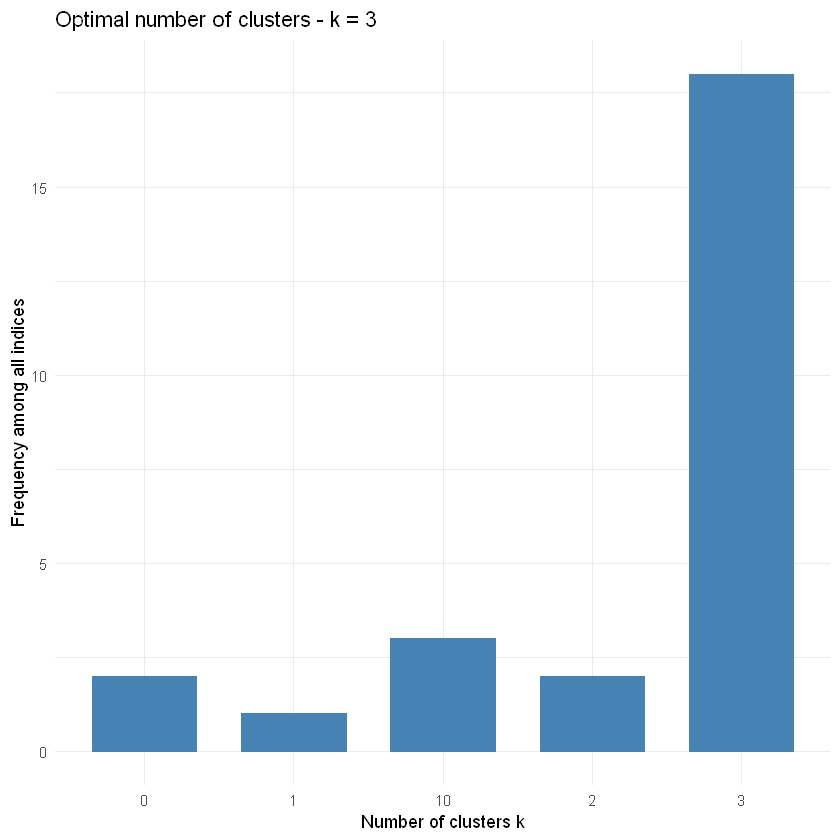 Optimal number of clusters - k = 3
Frequency among all indices
15
10
5
0
0 1 10 2 3
Number of clusters k